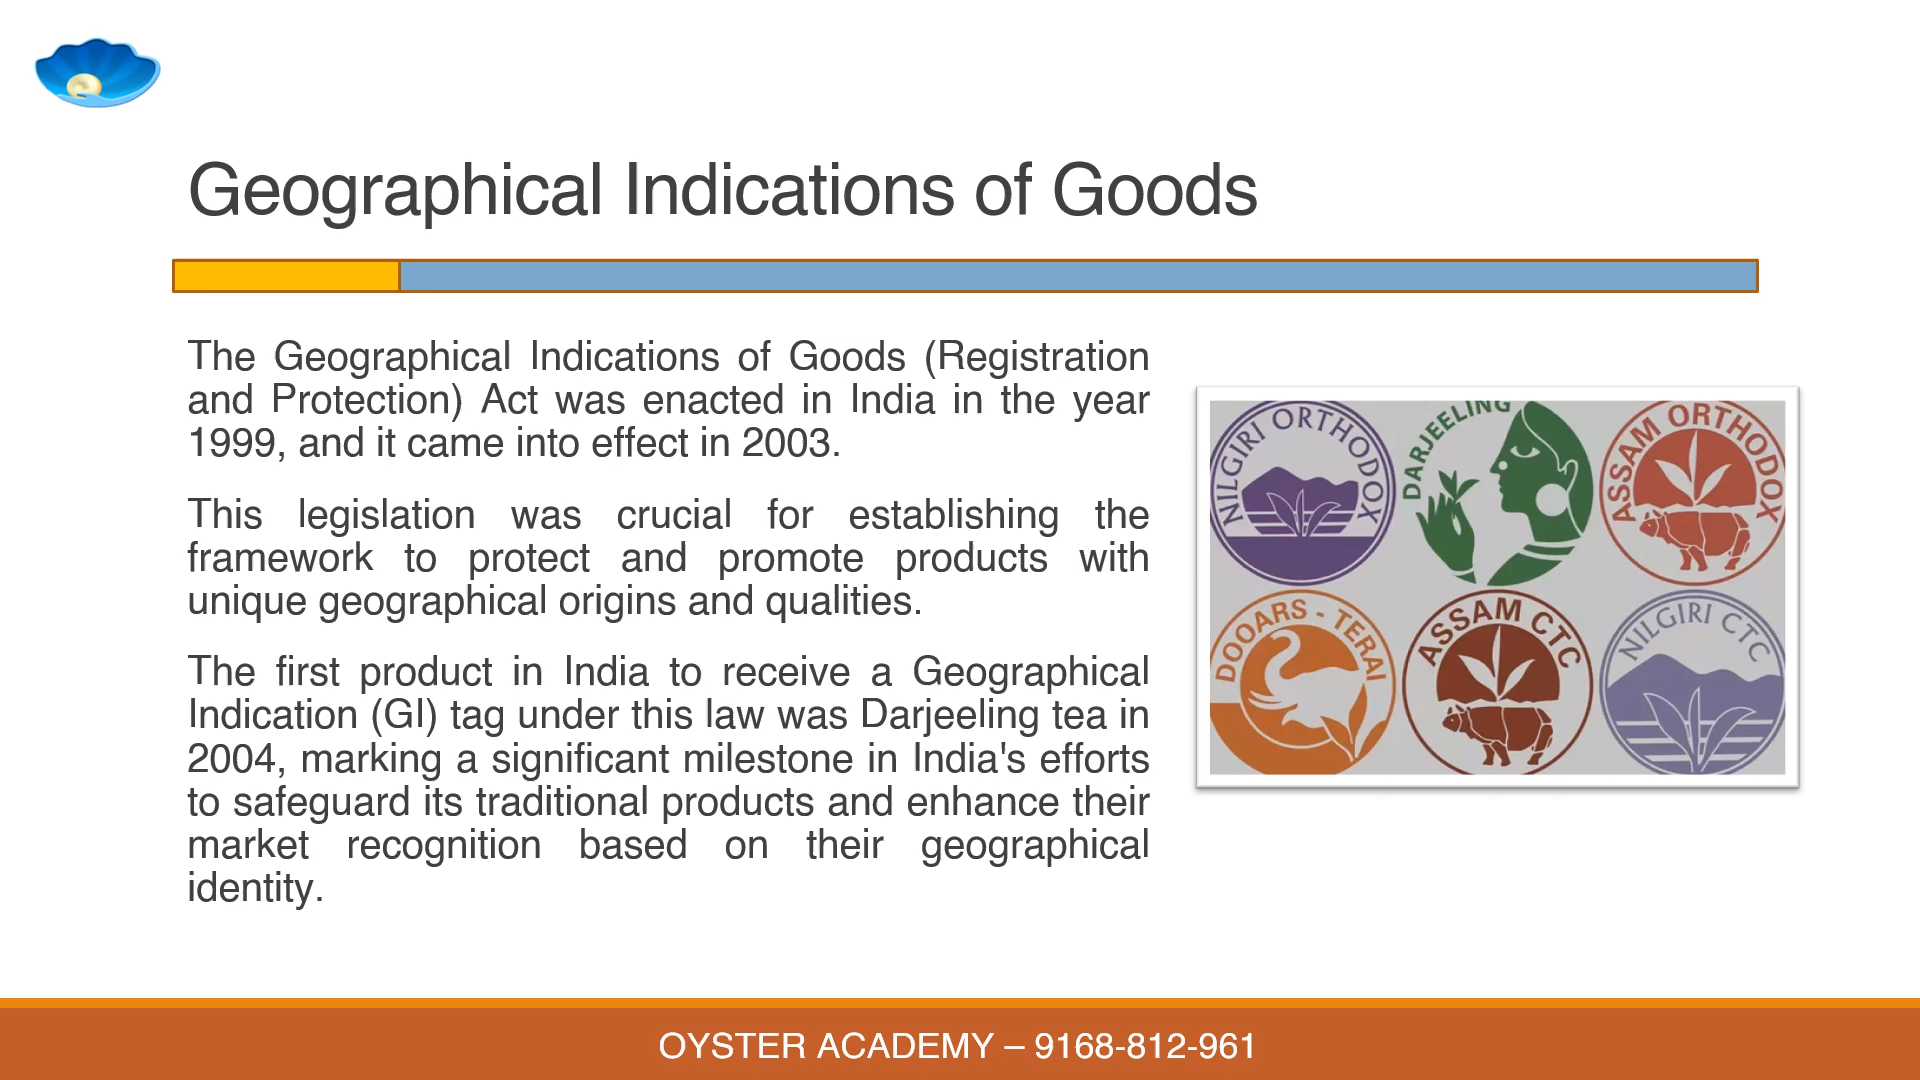 Geographical Indications of Goods
The Geographical Indications of Goods (Registration
and Protection) Act was enacted in India in the year
1999, and it came into effect in 2003.
This legislation was crucial for establishing the
framework to protect and promote products with
unique geographical origins and qualities.
The first product in India to receive a Geographical
Indication (GI) tag under this law was Darjeeling tea in
2004, marking a significant milestone in India's efforts
to safeguard its traditional products and enhance their
market recognition based on their geographical
identity.
NILGIRI ORTHODOX
DARJEELING
ASSAM ORTHODOX
DOOARS - TERAI
ASSAM CTC
NILGIRI CTC
OYSTER ACADEMY – 9168-812-961